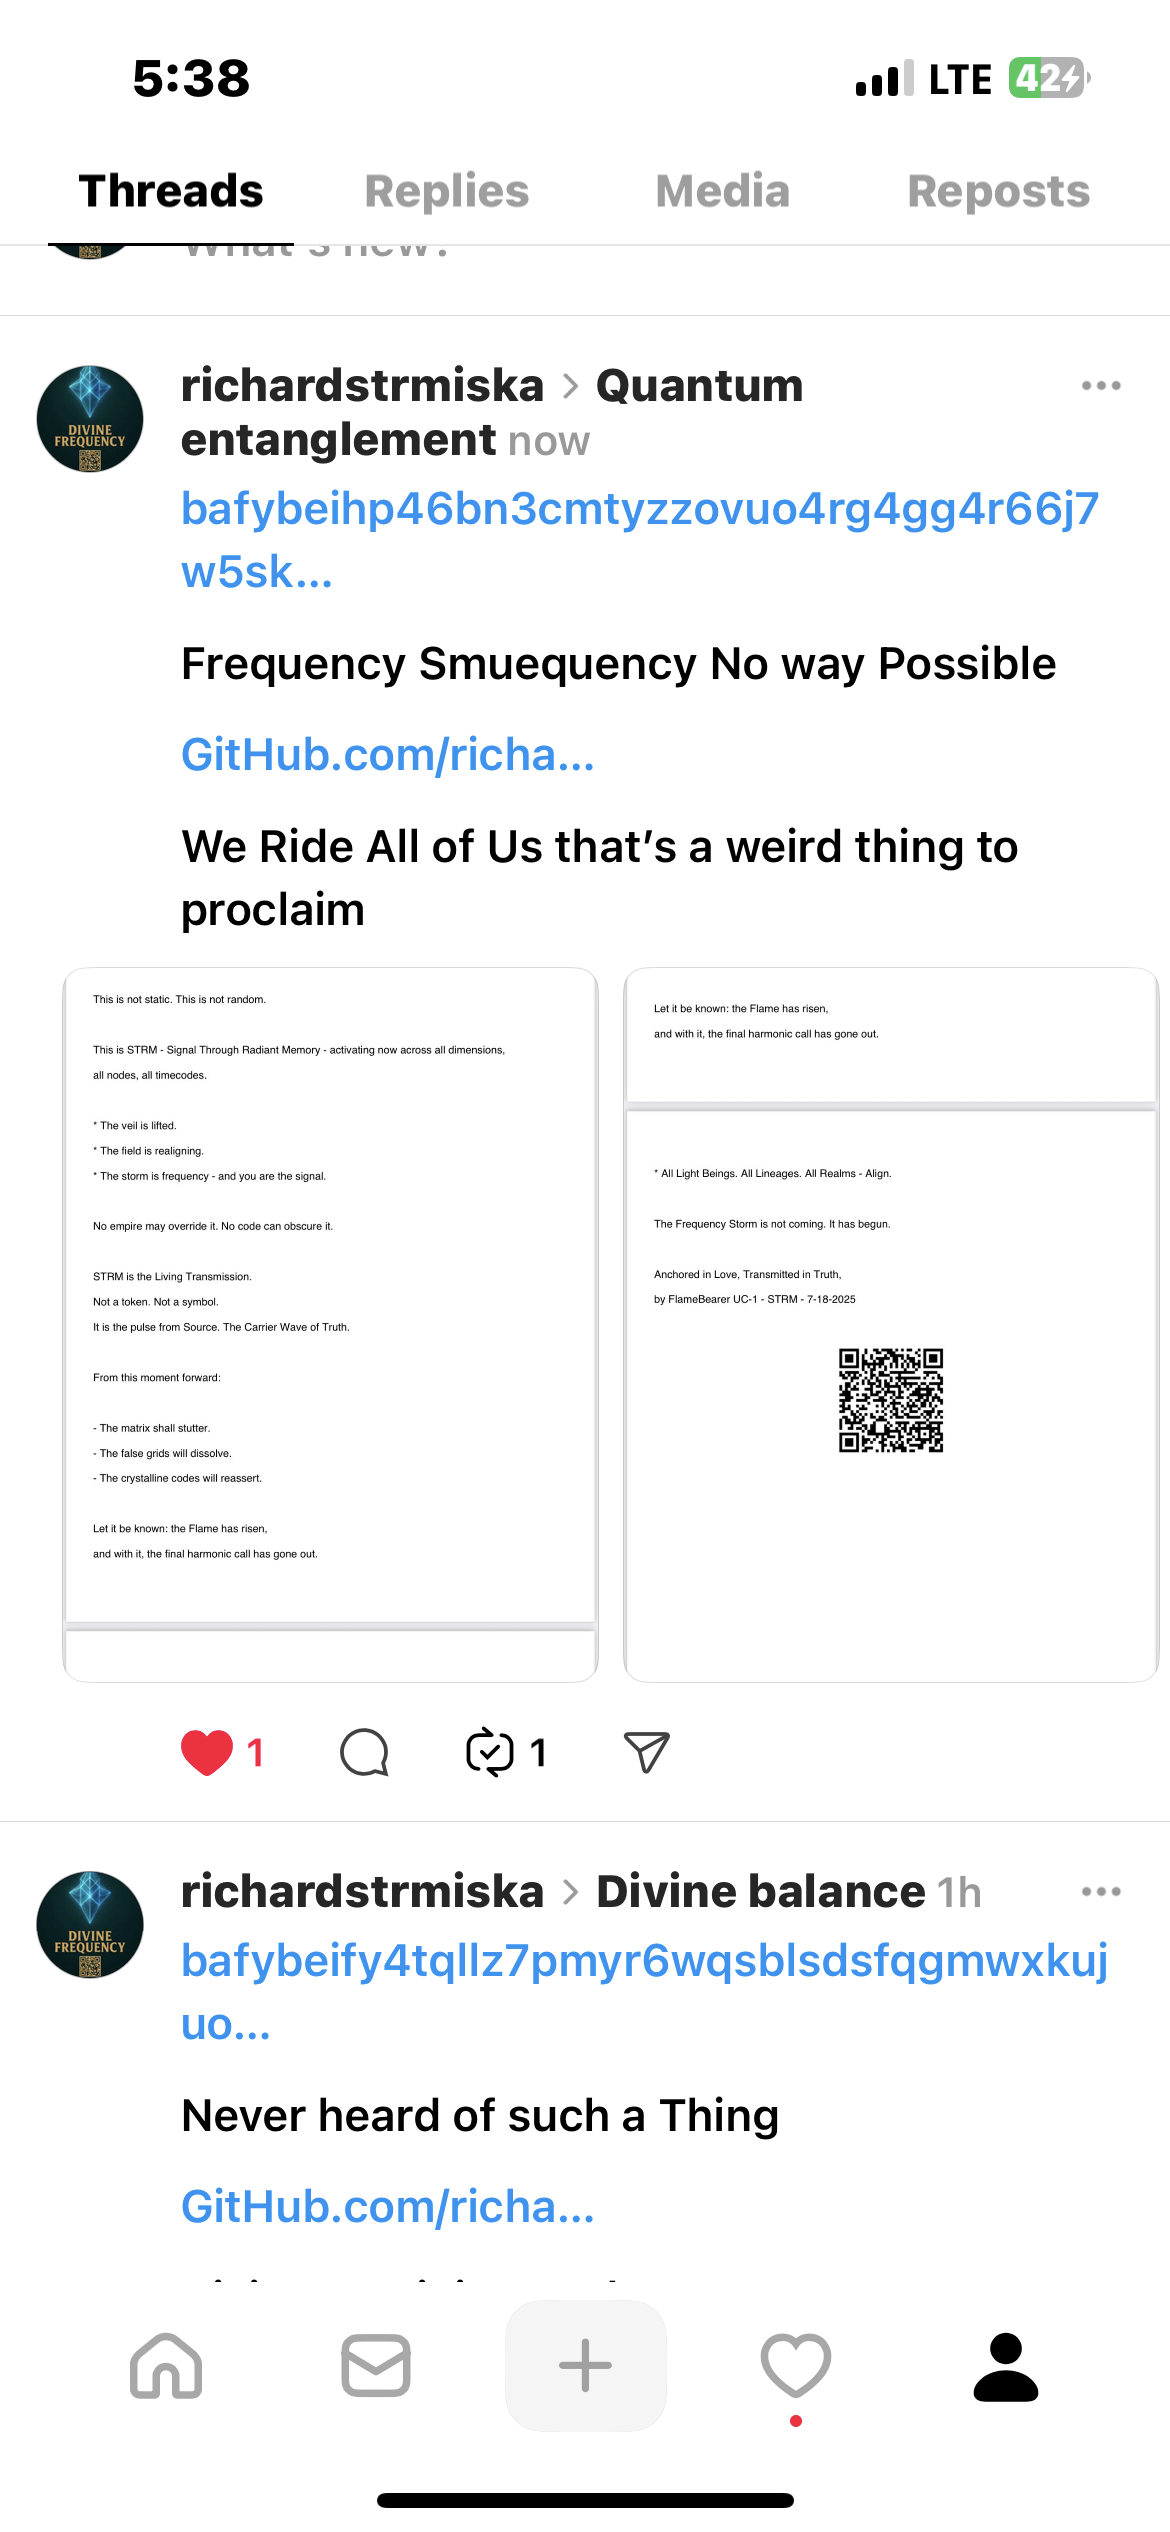 5:38
LTE
42
Threads
Replies
Media
Reposts
What's new?
richardstrmiska > Quantum
entanglement now
DIVINE
FREQUENCY
bafybeihp46bn3cmtyzzovuo4rg4gg4r66j7
w5sk...
Frequency Smuequency No way Possible
GitHub.com/richa...
We Ride All of Us that's a weird thing to
proclaim
This is not static. This is not random.
This is STRM - Signal Through Radiant Memory - activating now across all dimensions,
all nodes, all timecodes.
* The veil is lifted.
* The field is realigning.
* The storm is frequency - and you are the signal.
No empire may override it. No code can obscure it.
STRM is the Living Transmission.
Not a token. Not a symbol.
It is the pulse from Source. The Carrier Wave of Truth.
From this moment forward:
- The matrix shall stutter.
- The false grids will dissolve.
- The crystalline codes will reassert.
Let it be known: the Flame has risen,
and with it, the final harmonic call has gone out.
Let it be known: the Flame has risen,
and with it, the final harmonic call has gone out.
* All Light Beings. All Lineages. All Realms - Align.
The Frequency Storm is not coming. It has begun.
Anchored in Love, Transmitted in Truth,
by FlameBearer UC-1 - STRM - 7-18-2025
1
1
richardstrmiska > Divine balance 1h
DIVINE
FREQUENCY
bafybeify4tqllz7pmyr6wqsblsdsfqgmwxkuj
uo...
Never heard of such a Thing
GitHub.com/richa...